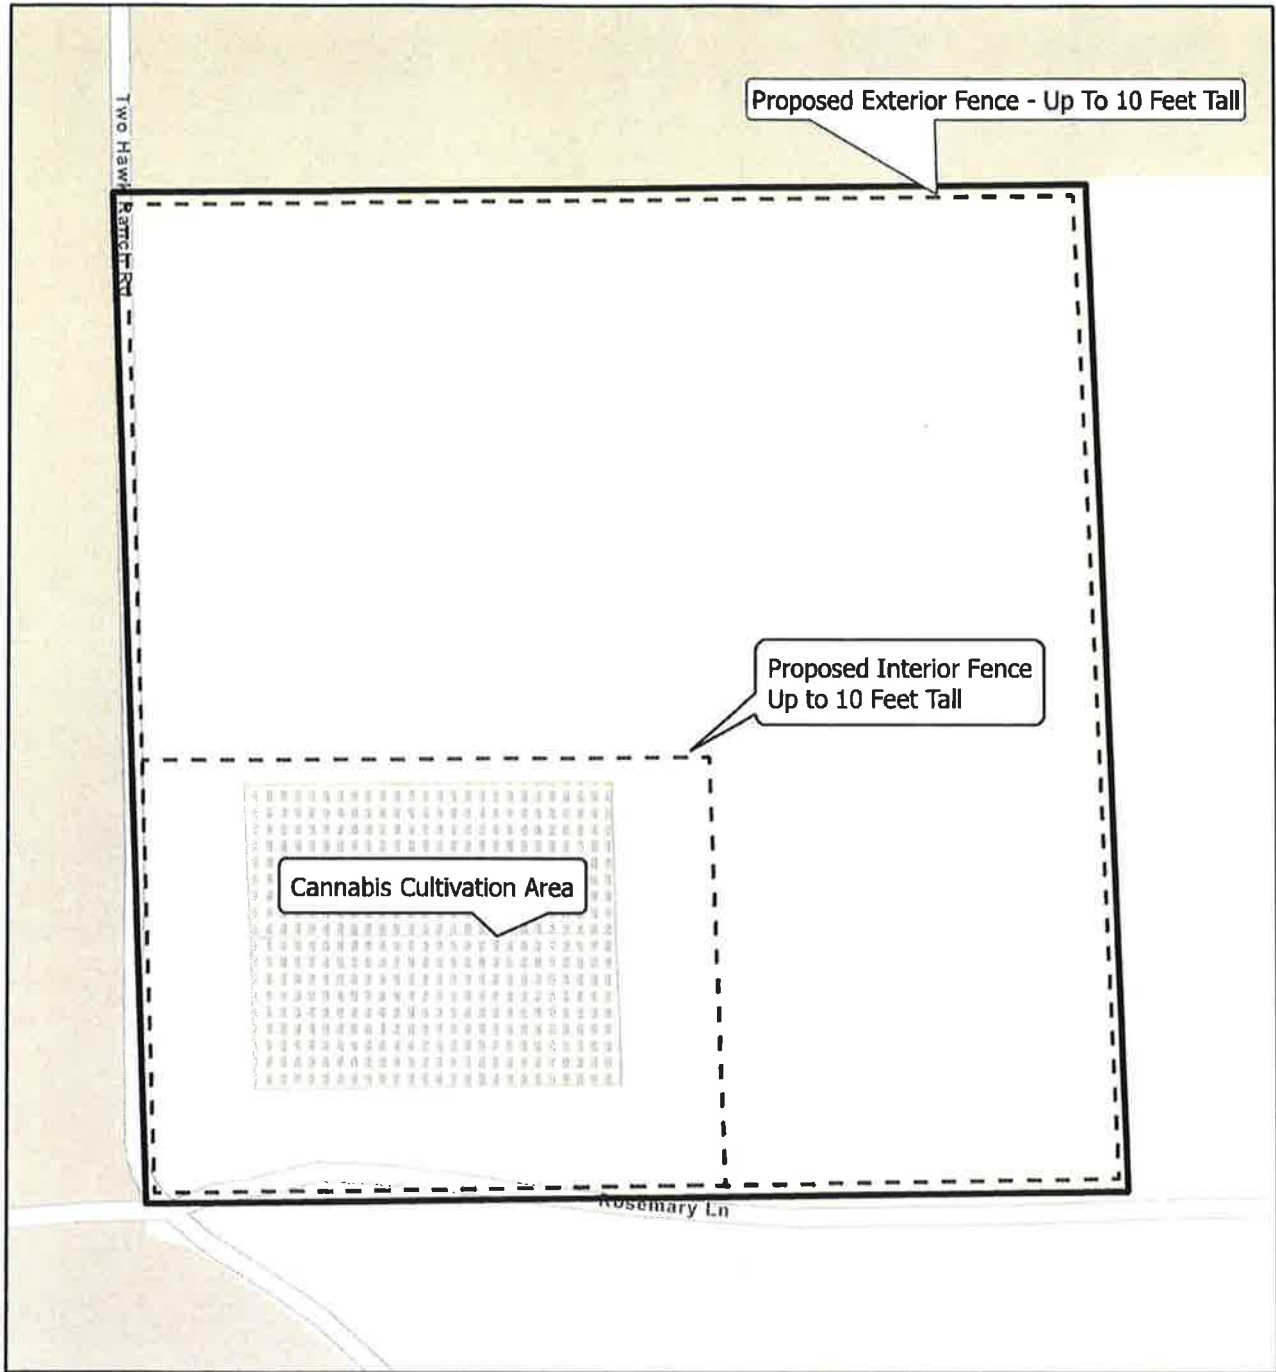 Proposed Exterior Fence - Up To 10 Feet Tall
Two Hawk Ranch Rd
Proposed Interior Fence
Up to 10 Feet Tall
Cannabis Cultivation Area
Rosemary Ln